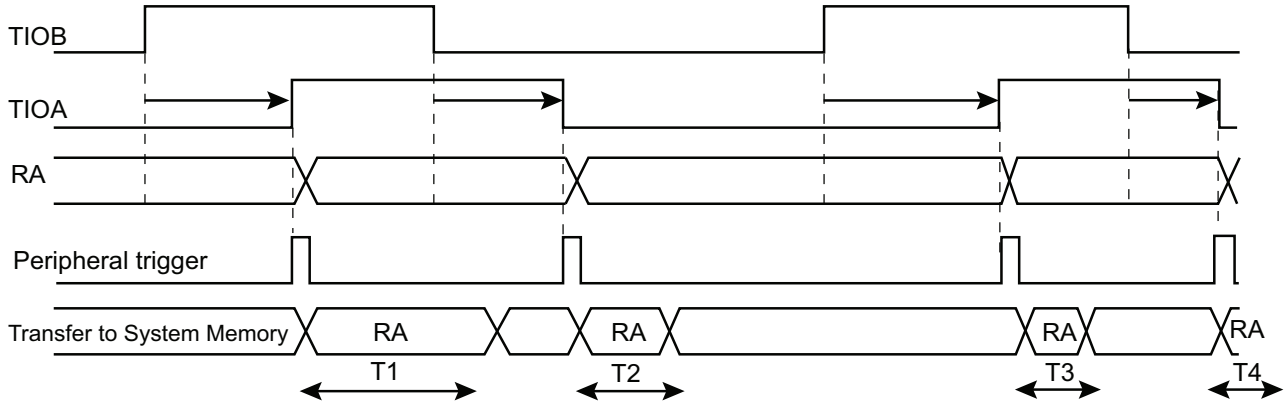 TIOB
TIOA
RA
Peripheral trigger
Transfer to System Memory RA RA RA RA
T1 T2 T3 T4